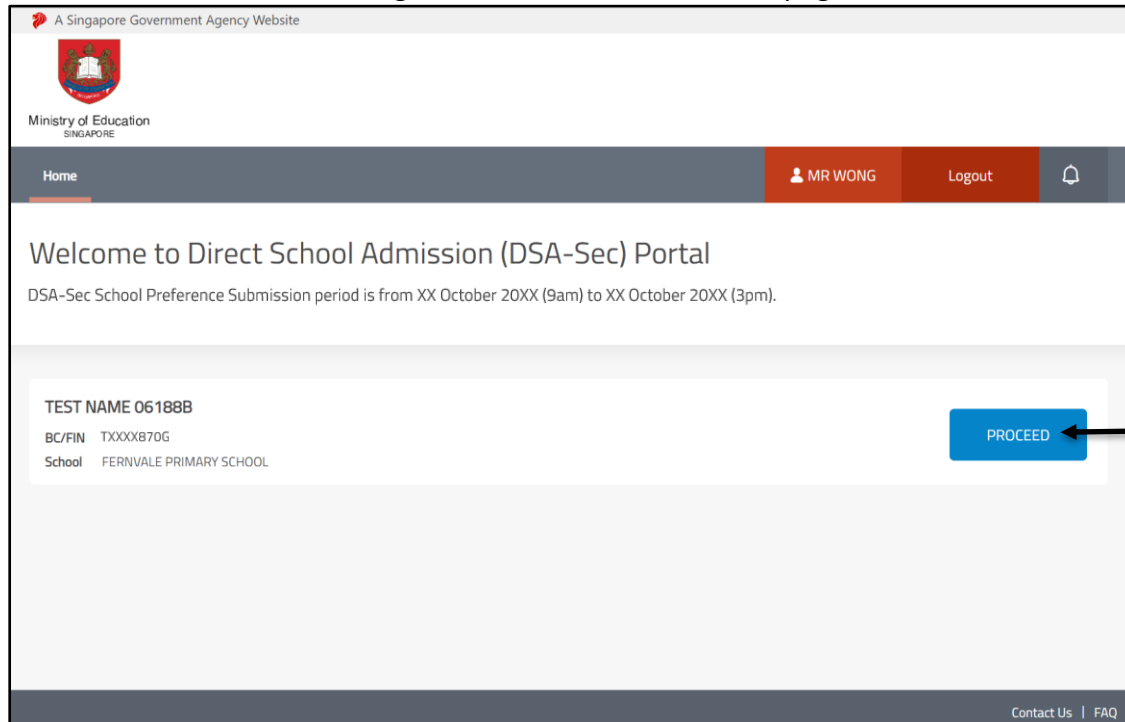 A Singapore Government Agency Website
Ministry of Education
SINGAPORE
Home
MR WONG
Logout
Welcome to Direct School Admission (DSA-Sec) Portal
DSA-Sec School Preference Submission period is from XX October 20XX (9am) to XX October 20XX (3pm).
TEST NAME 06188B
BC/FIN TXXXX870G
School FERNVALE PRIMARY SCHOOL
PROCEED
Contact Us | FAQ